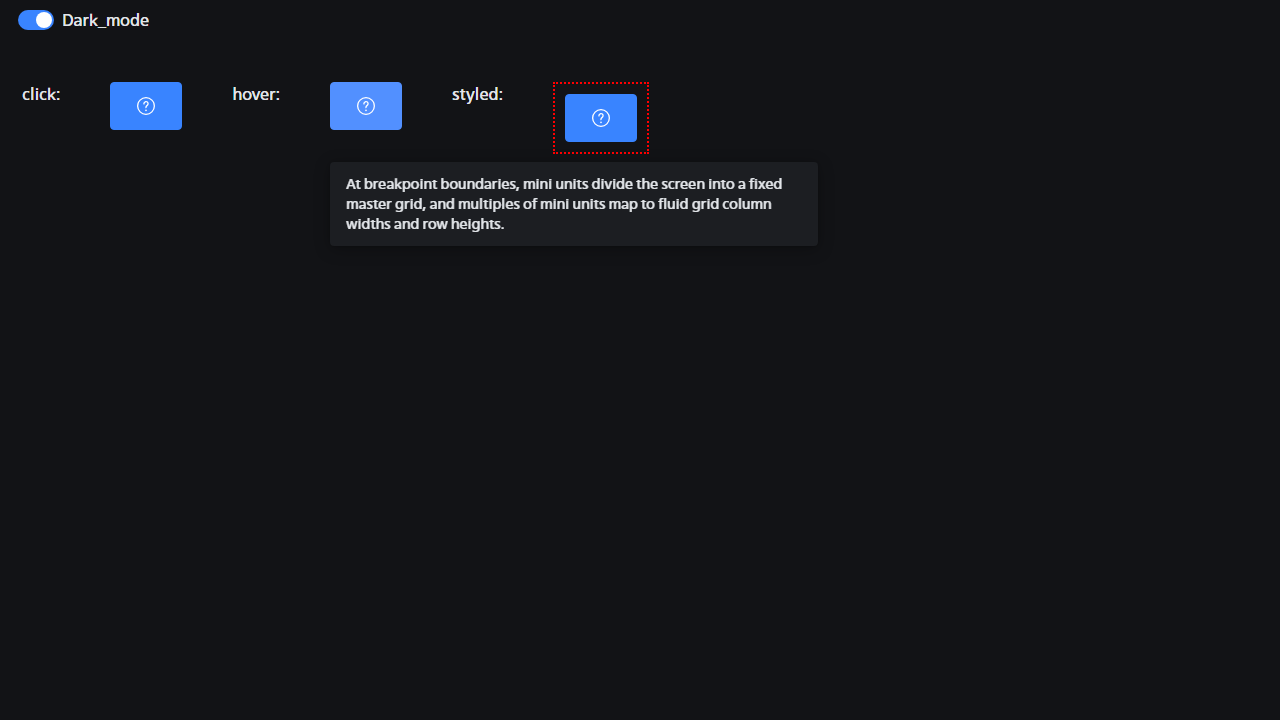 Dark_mode
click:
hover:
styled:
At breakpoint boundaries, mini units divide the screen into a fixed
master grid, and multiples of mini units map to fluid grid column
widths and row heights.